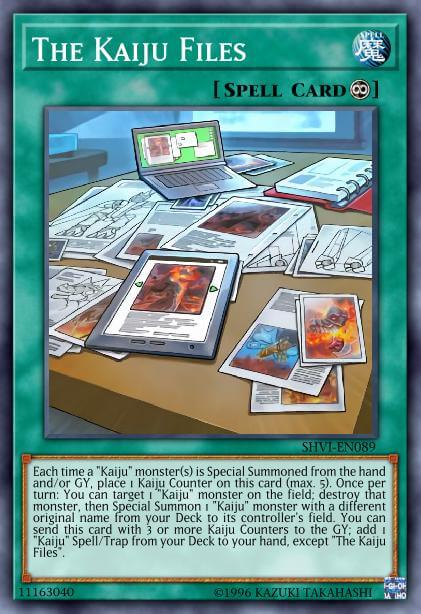 The Kaiju Files
SPELL
魔
[Spell Card]
SHVI-EN089
Each time a "Kaiju" monster(s) is Special Summoned from the hand
and/or GY, place 1 Kaiju Counter on this card (max. 5). Once per
turn: You can target 1 "Kaiju" monster on the field; destroy that
monster, then Special Summon 1 "Kaiju" monster with a different
original name from your Deck to its controller's field. You can
send this card with 3 or more Kaiju Counters to the GY; add 1
"Kaiju" Spell/Trap from your Deck to your hand, except "The Kaiju
Files".
11163040
©1996 KAZUKI TAKAHASHI